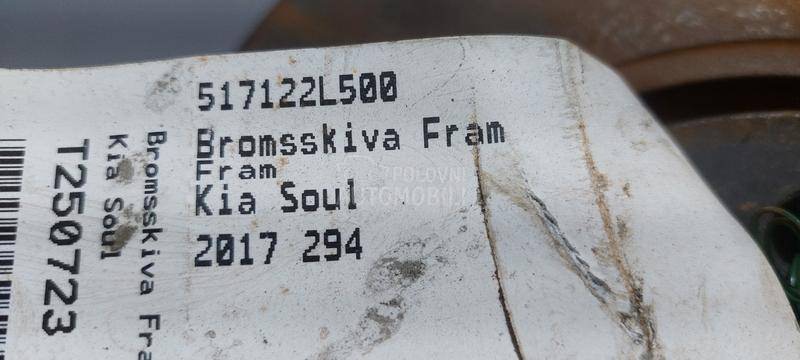 517122L500
Bromsskiva Fram
Fram
Kia Soul
2017 294
Bromsskiva Fra
Kia Soul
T250723